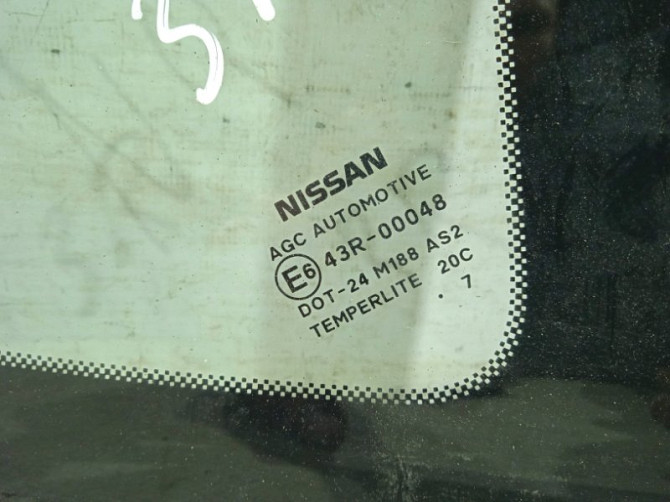 NISSAN
AGC AUTOMOTIVE
E6 43R-00048
DOT-24 M188 AS2
TEMPERLITE 20C
. 7